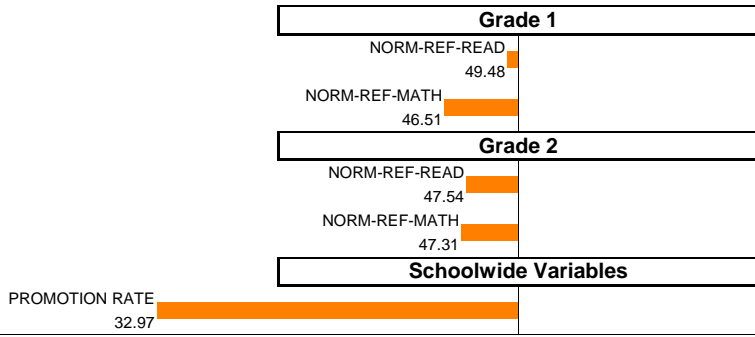 Grade 1
NORM-REF-READ
49.48
NORM-REF-MATH
46.51
Grade 2
NORM-REF-READ
47.54
NORM-REF-MATH
47.31
Schoolwide Variables
PROMOTION RATE
32.97